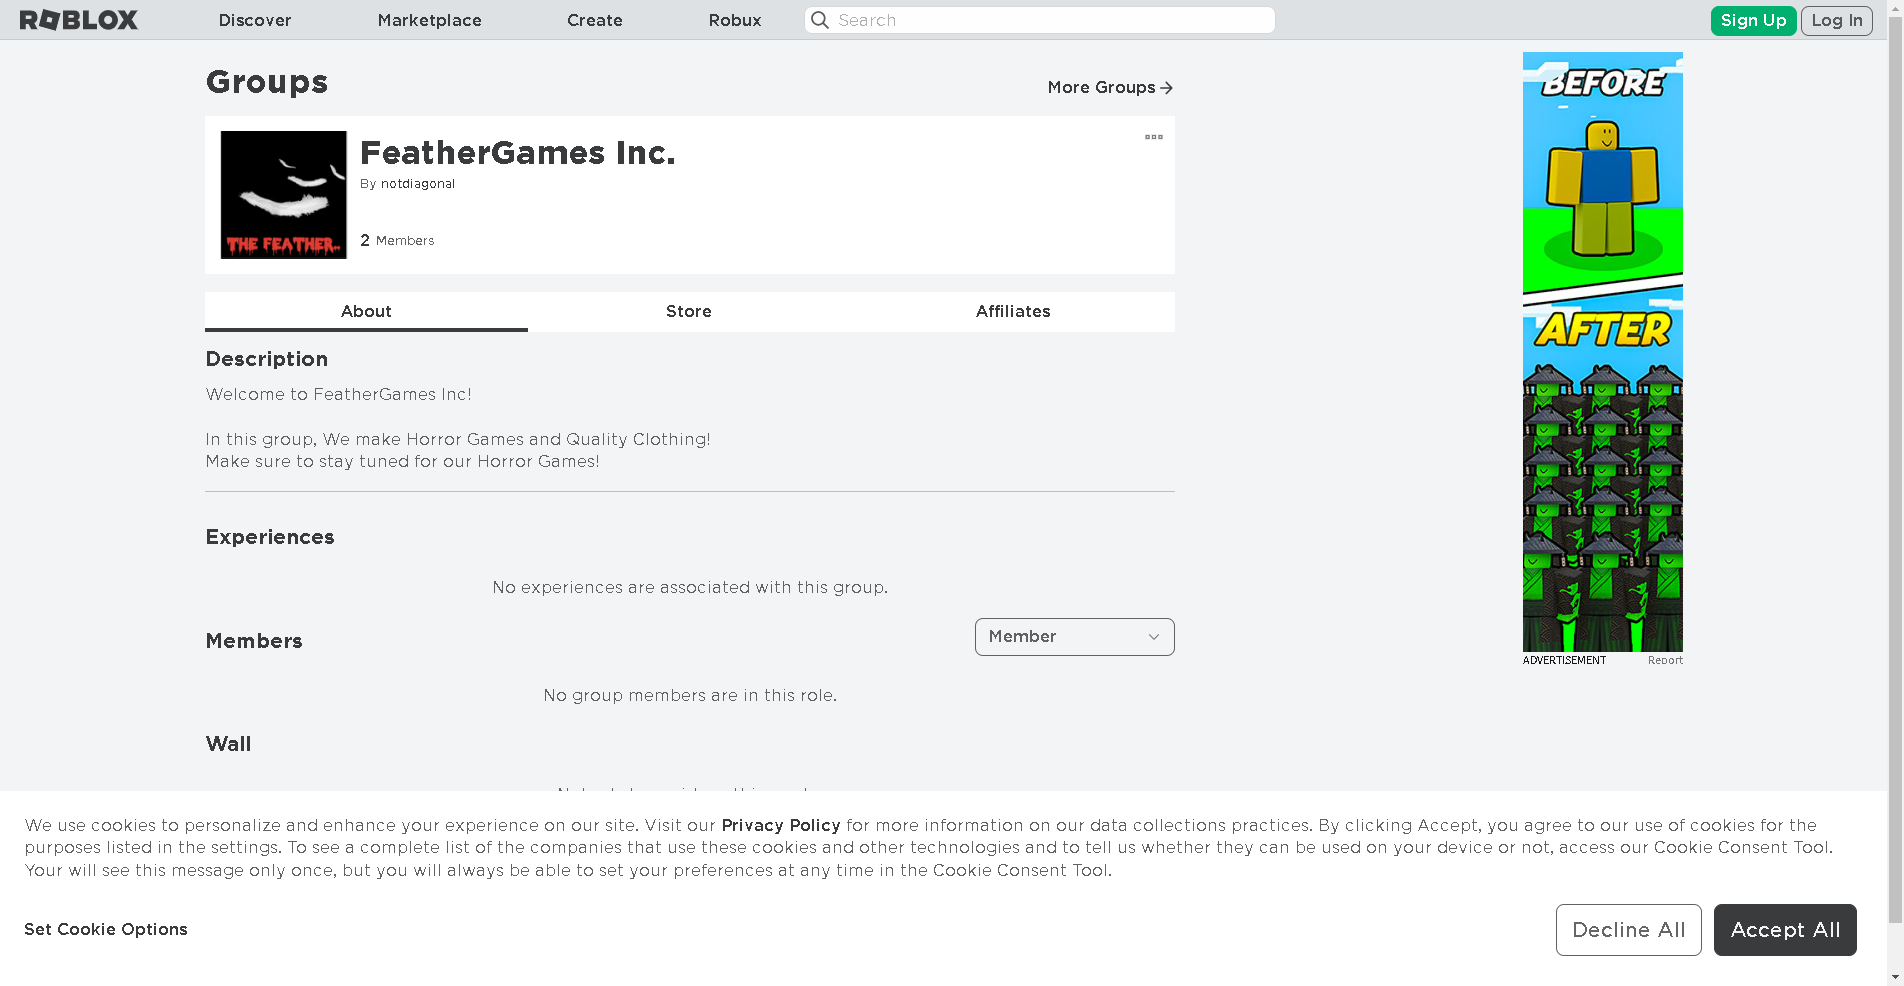 ROBLOX
Discover
Marketplace
Create
Robux
Search
Sign Up
Log In
Groups
More Groups
THE FEATHER..
FeatherGames Inc.
By notdiagonal
2 Members
About
Store
Affiliates
Description
Welcome to FeatherGames Inc!
In this group, We make Horror Games and Quality Clothing!
Make sure to stay tuned for our Horror Games!
Experiences
No experiences are associated with this group.
Members
Member
No group members are in this role.
Wall
BEFORE
AFTER
ADVERTISEMENT
Report
We use cookies to personalize and enhance your experience on our site. Visit our Privacy Policy for more information on our data collections practices. By clicking Accept, you agree to our use of cookies for the
purposes listed in the settings. To see a complete list of the companies that use these cookies and other technologies and to tell us whether they can be used on your device or not, access our Cookie Consent Tool.
Your will see this message only once, but you will always be able to set your preferences at any time in the Cookie Consent Tool.
Set Cookie Options
Decline All
Accept All